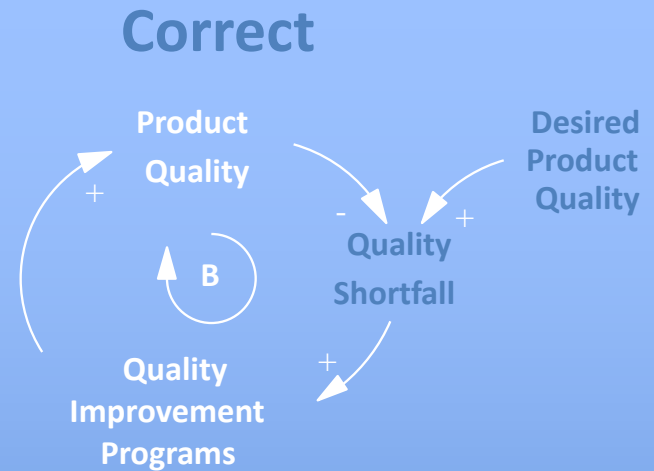 Correct
Product
Quality
+
Desired
Product
Quality
-
+
Quality
Shortfall
B
+
Quality
Improvement
Programs